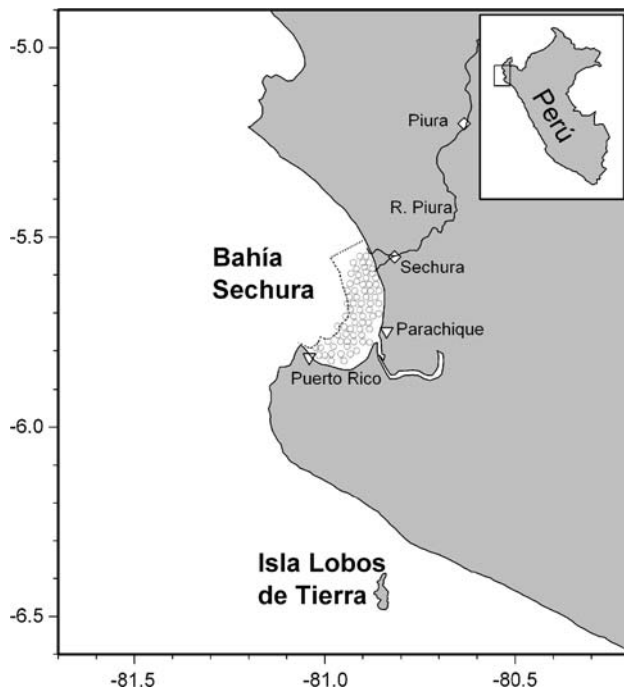 -5.0
Perú
Piura
R. Piura
-5.5
Bahía
Sechura
Sechura
Parachique
Puerto Rico
-6.0
Isla Lobos
de Tierra
-6.5
-81.5
-81.0
-80.5